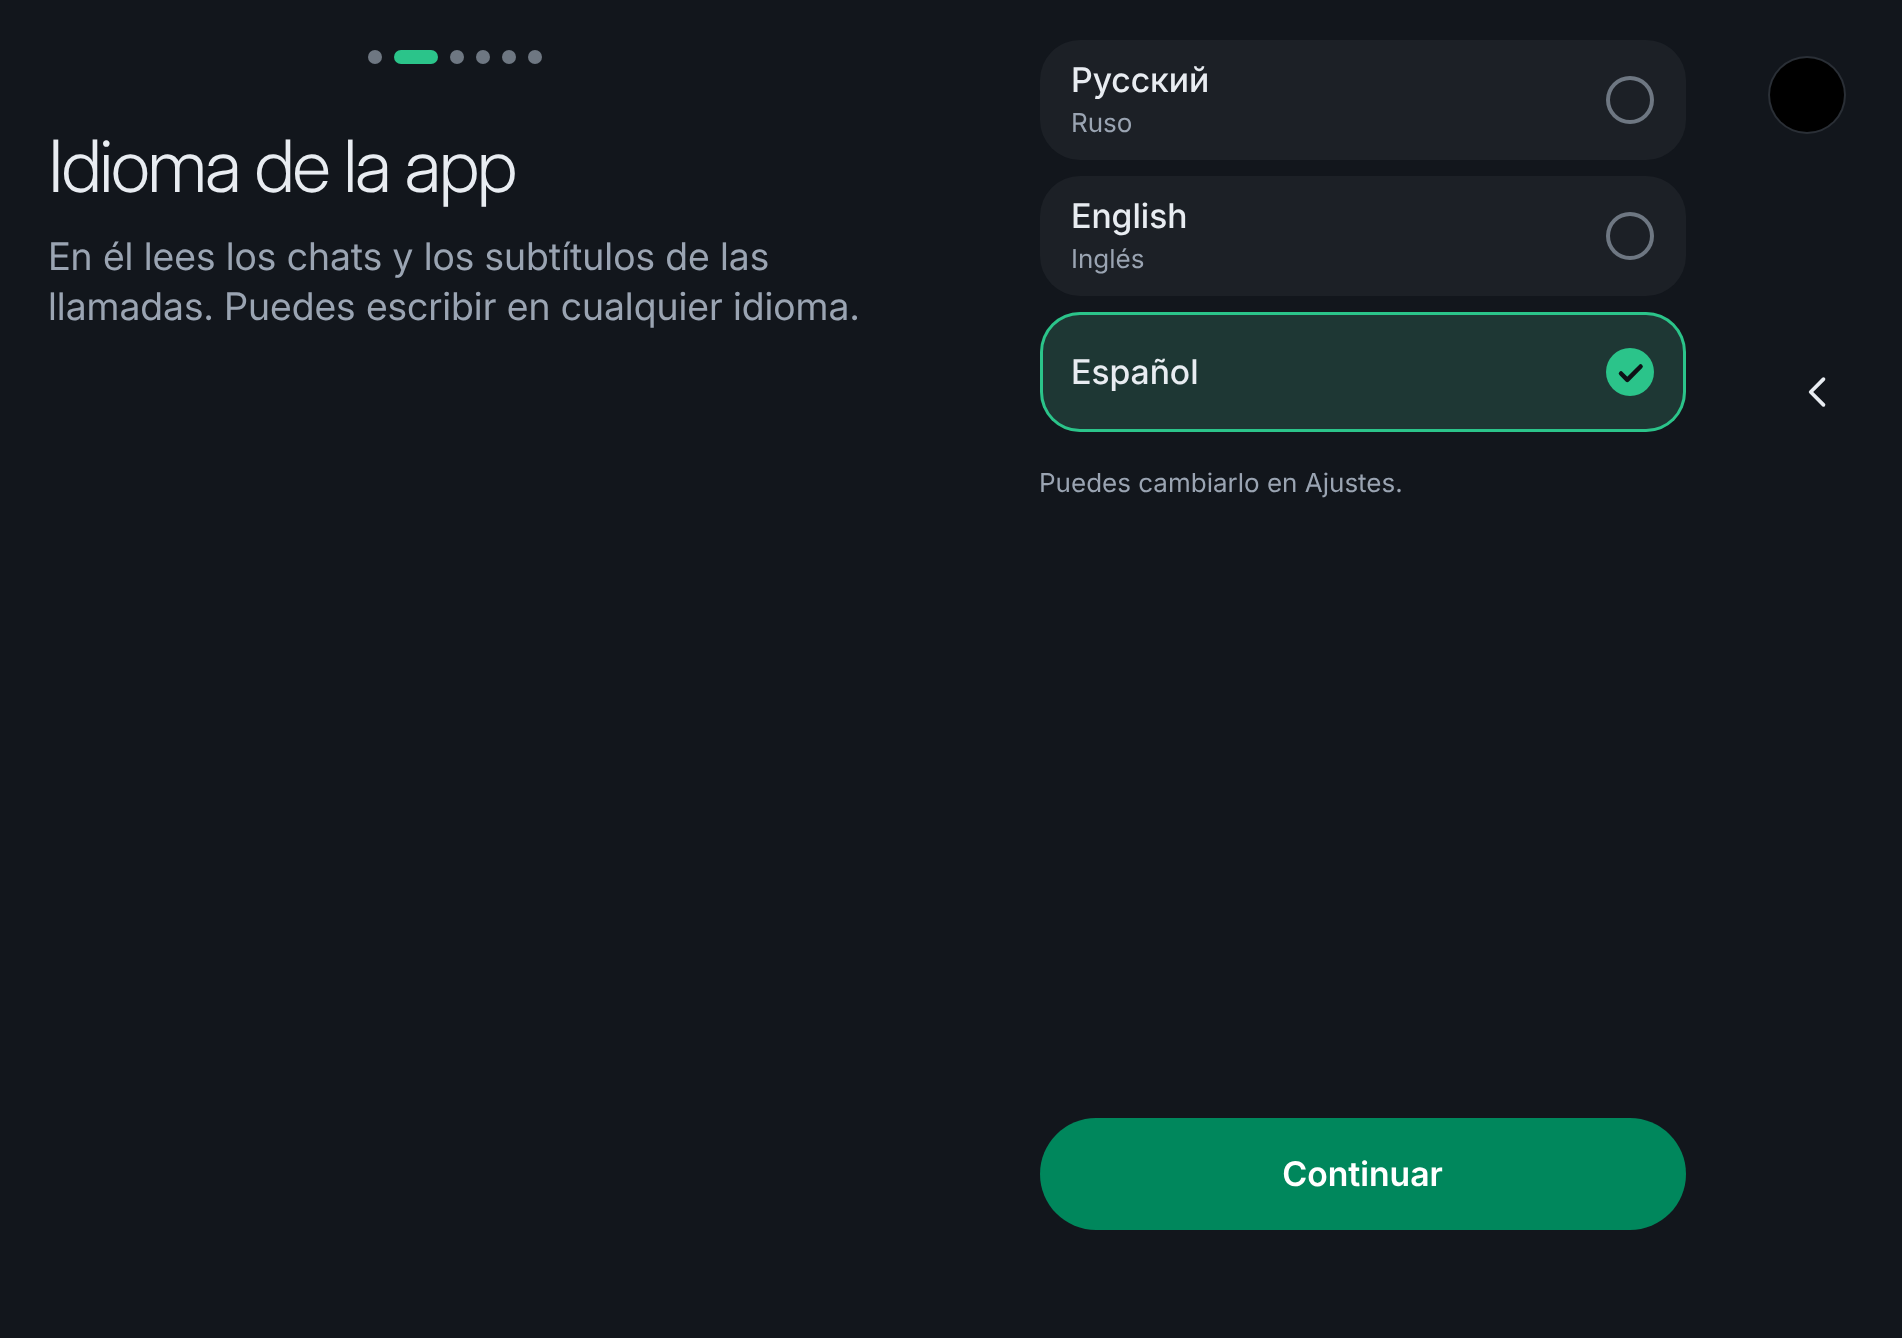 Idioma de la app
En él lees los chats y los subtítulos de las
llamadas. Puedes escribir en cualquier idioma.
Русский
Ruso
English
Inglés
Español
Puedes cambiarlo en Ajustes.
Continuar